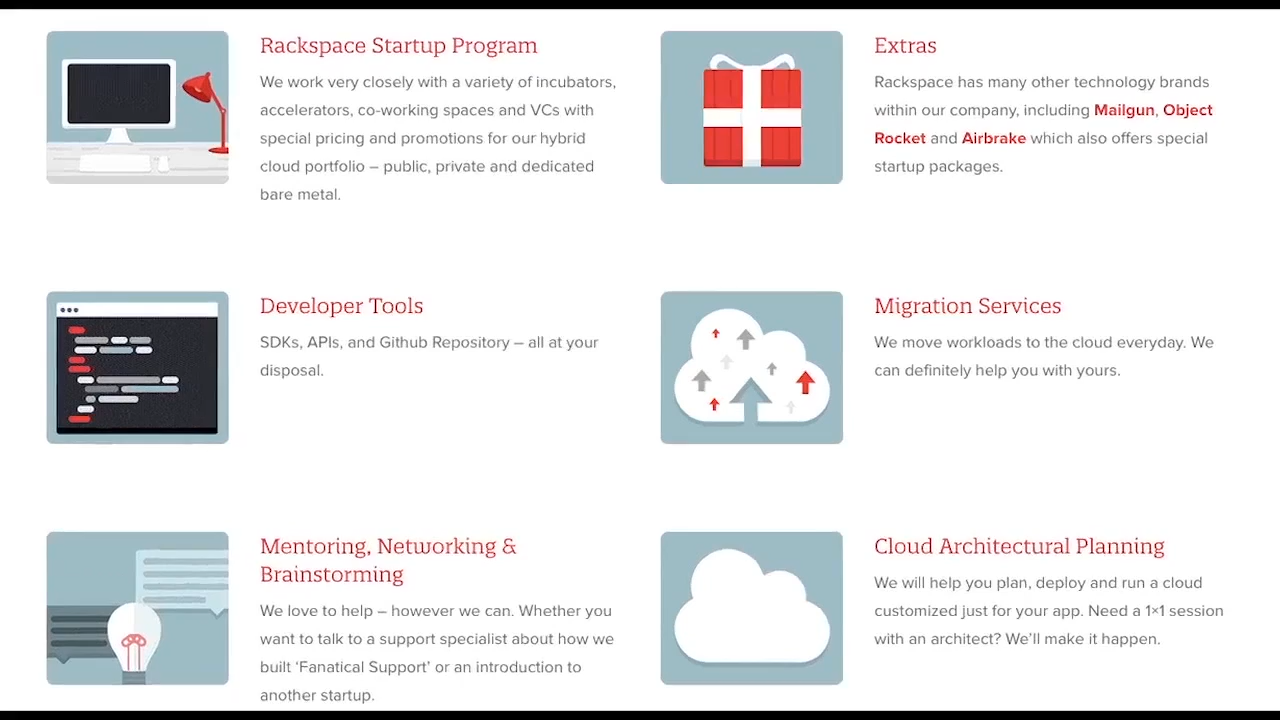 Rackspace Startup Program
We work very closely with a variety of incubators,
accelerators, co-working spaces and VCs with
special pricing and promotions for our hybrid
cloud portfolio – public, private and dedicated
bare metal.
Extras
Rackspace has many other technology brands
within our company, including Mailgun, Object
Rocket and Airbrake which also offers special
startup packages.
Developer Tools
SDKs, APIs, and Github Repository – all at your
disposal.
Migration Services
We move workloads to the cloud everyday. We
can definitely help you with yours.
Mentoring, Networking &
Brainstorming
We love to help – however we can. Whether you
want to talk to a support specialist about how we
built ‘Fanatical Support’ or an introduction to
another startup.
Cloud Architectural Planning
We will help you plan, deploy and run a cloud
customized just for your app. Need a 1×1 session
with an architect? We’ll make it happen.